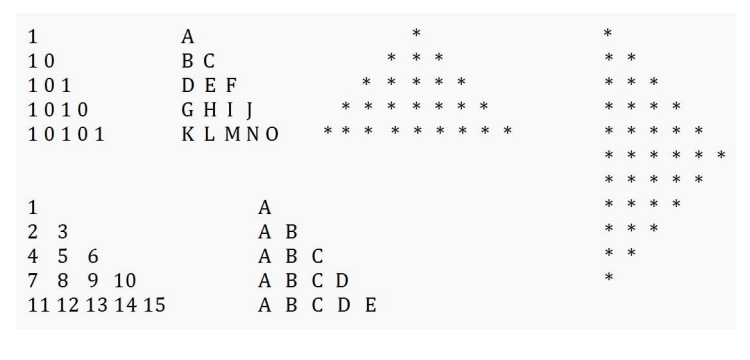 1
1 0
1 0 1
1 0 1 0
1 0 1 0 1
A
B C
D E F
G H I J
K L M N O
*
* * *
* * * * *
* * * * * * *
* * * * * * * * *
*
* *
* * *
* * * *
* * * * *
* * * * * *
* * * * *
* * * *
* * *
* *
*
1
2 3
4 5 6
7 8 9 10
11 12 13 14 15
A
A B
A B C
A B C D
A B C D E